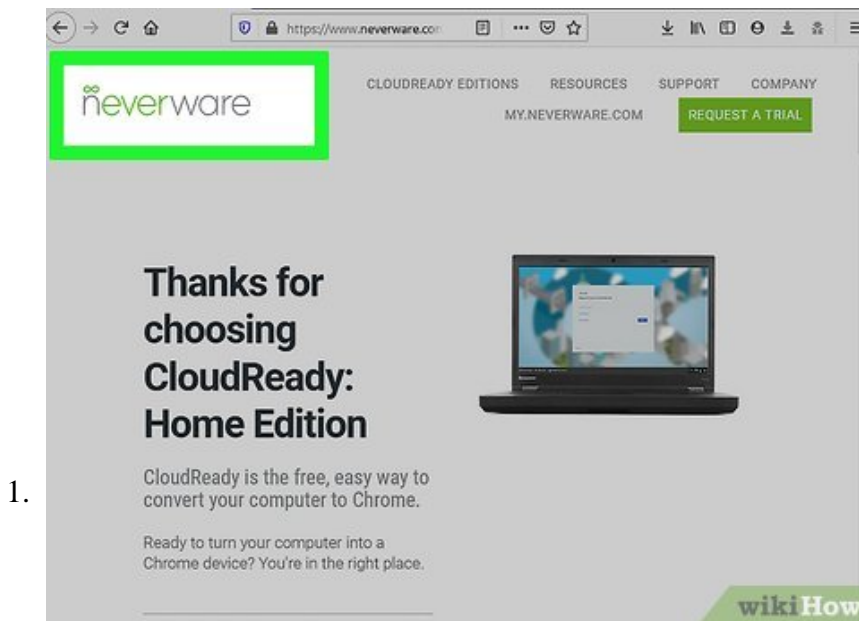 https://www.neverware.con
neverware
CLOUDREADY EDITIONS RESOURCES SUPPORT COMPANY
MY.NEVERWARE.COM REQUEST A TRIAL
Thanks for
choosing
CloudReady:
Home Edition
CloudReady is the free, easy way to
convert your computer to Chrome.
1.
Ready to turn your computer into a
Chrome device? You're in the right place.
wikiHow